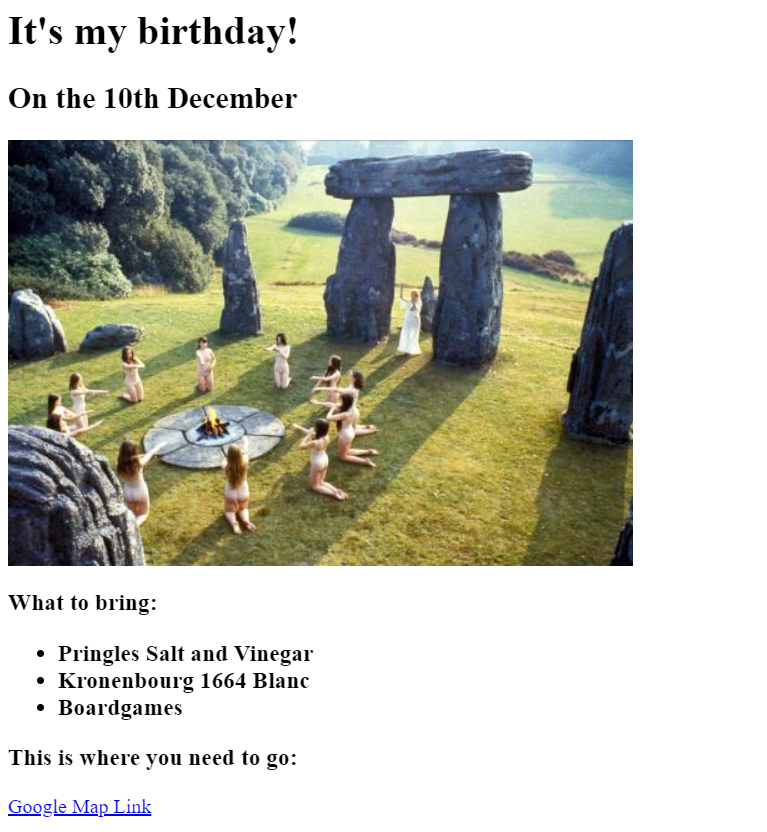 It's my birthday!
On the 10th December
What to bring:
Pringles Salt and Vinegar
Kronenbourg 1664 Blanc
Boardgames
This is where you need to go:
Google Map Link